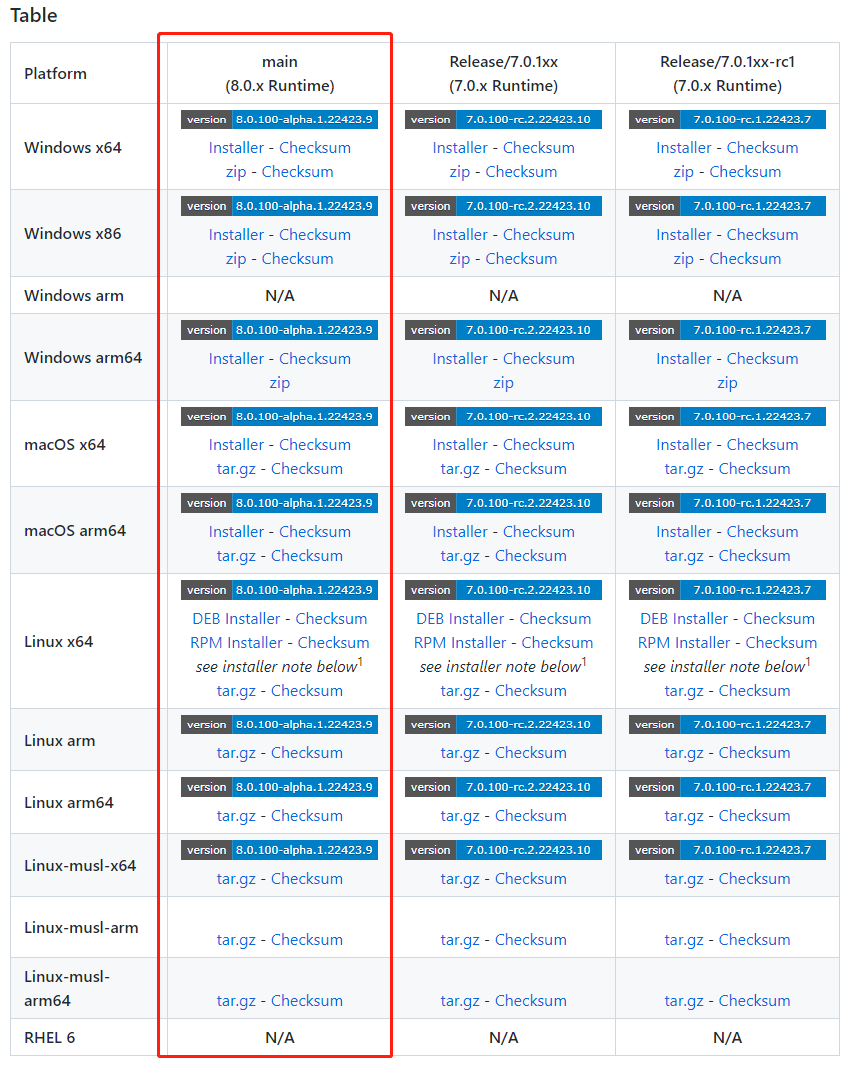 Table
Platform
main
(8.0.x Runtime)
Release/7.0.1xx
(7.0.x Runtime)
Release/7.0.1xx-rc1
(7.0.x Runtime)
Windows x64
version 8.0.100-alpha.1.22423.9
Installer - Checksum
zip - Checksum
version 7.0.100-rc.2.22423.10
Installer - Checksum
zip - Checksum
version 7.0.100-rc.1.22423.7
Installer - Checksum
zip - Checksum
Windows x86
version 8.0.100-alpha.1.22423.9
Installer - Checksum
zip - Checksum
version 7.0.100-rc.2.22423.10
Installer - Checksum
zip - Checksum
version 7.0.100-rc.1.22423.7
Installer - Checksum
zip - Checksum
Windows arm
N/A
N/A
N/A
Windows arm64
version 8.0.100-alpha.1.22423.9
Installer - Checksum
zip
version 7.0.100-rc.2.22423.10
Installer - Checksum
zip
version 7.0.100-rc.1.22423.7
Installer - Checksum
zip
macOS x64
version 8.0.100-alpha.1.22423.9
Installer - Checksum
tar.gz - Checksum
version 7.0.100-rc.2.22423.10
Installer - Checksum
tar.gz - Checksum
version 7.0.100-rc.1.22423.7
Installer - Checksum
tar.gz - Checksum
macOS arm64
version 8.0.100-alpha.1.22423.9
Installer - Checksum
tar.gz - Checksum
version 7.0.100-rc.2.22423.10
Installer - Checksum
tar.gz - Checksum
version 7.0.100-rc.1.22423.7
Installer - Checksum
tar.gz - Checksum
Linux x64
version 8.0.100-alpha.1.22423.9
DEB Installer - Checksum
RPM Installer - Checksum
see installer note below1
tar.gz - Checksum
version 7.0.100-rc.2.22423.10
DEB Installer - Checksum
RPM Installer - Checksum
see installer note below1
tar.gz - Checksum
version 7.0.100-rc.1.22423.7
DEB Installer - Checksum
RPM Installer - Checksum
see installer note below1
tar.gz - Checksum
Linux arm
version 8.0.100-alpha.1.22423.9
tar.gz - Checksum
version 7.0.100-rc.2.22423.10
tar.gz - Checksum
version 7.0.100-rc.1.22423.7
tar.gz - Checksum
Linux arm64
version 8.0.100-alpha.1.22423.9
tar.gz - Checksum
version 7.0.100-rc.2.22423.10
tar.gz - Checksum
version 7.0.100-rc.1.22423.7
tar.gz - Checksum
Linux-musl-x64
version 8.0.100-alpha.1.22423.9
tar.gz - Checksum
version 7.0.100-rc.2.22423.10
tar.gz - Checksum
version 7.0.100-rc.1.22423.7
tar.gz - Checksum
Linux-musl-arm
tar.gz - Checksum
tar.gz - Checksum
tar.gz - Checksum
Linux-musl-
arm64
tar.gz - Checksum
tar.gz - Checksum
tar.gz - Checksum
RHEL 6
N/A
N/A
N/A